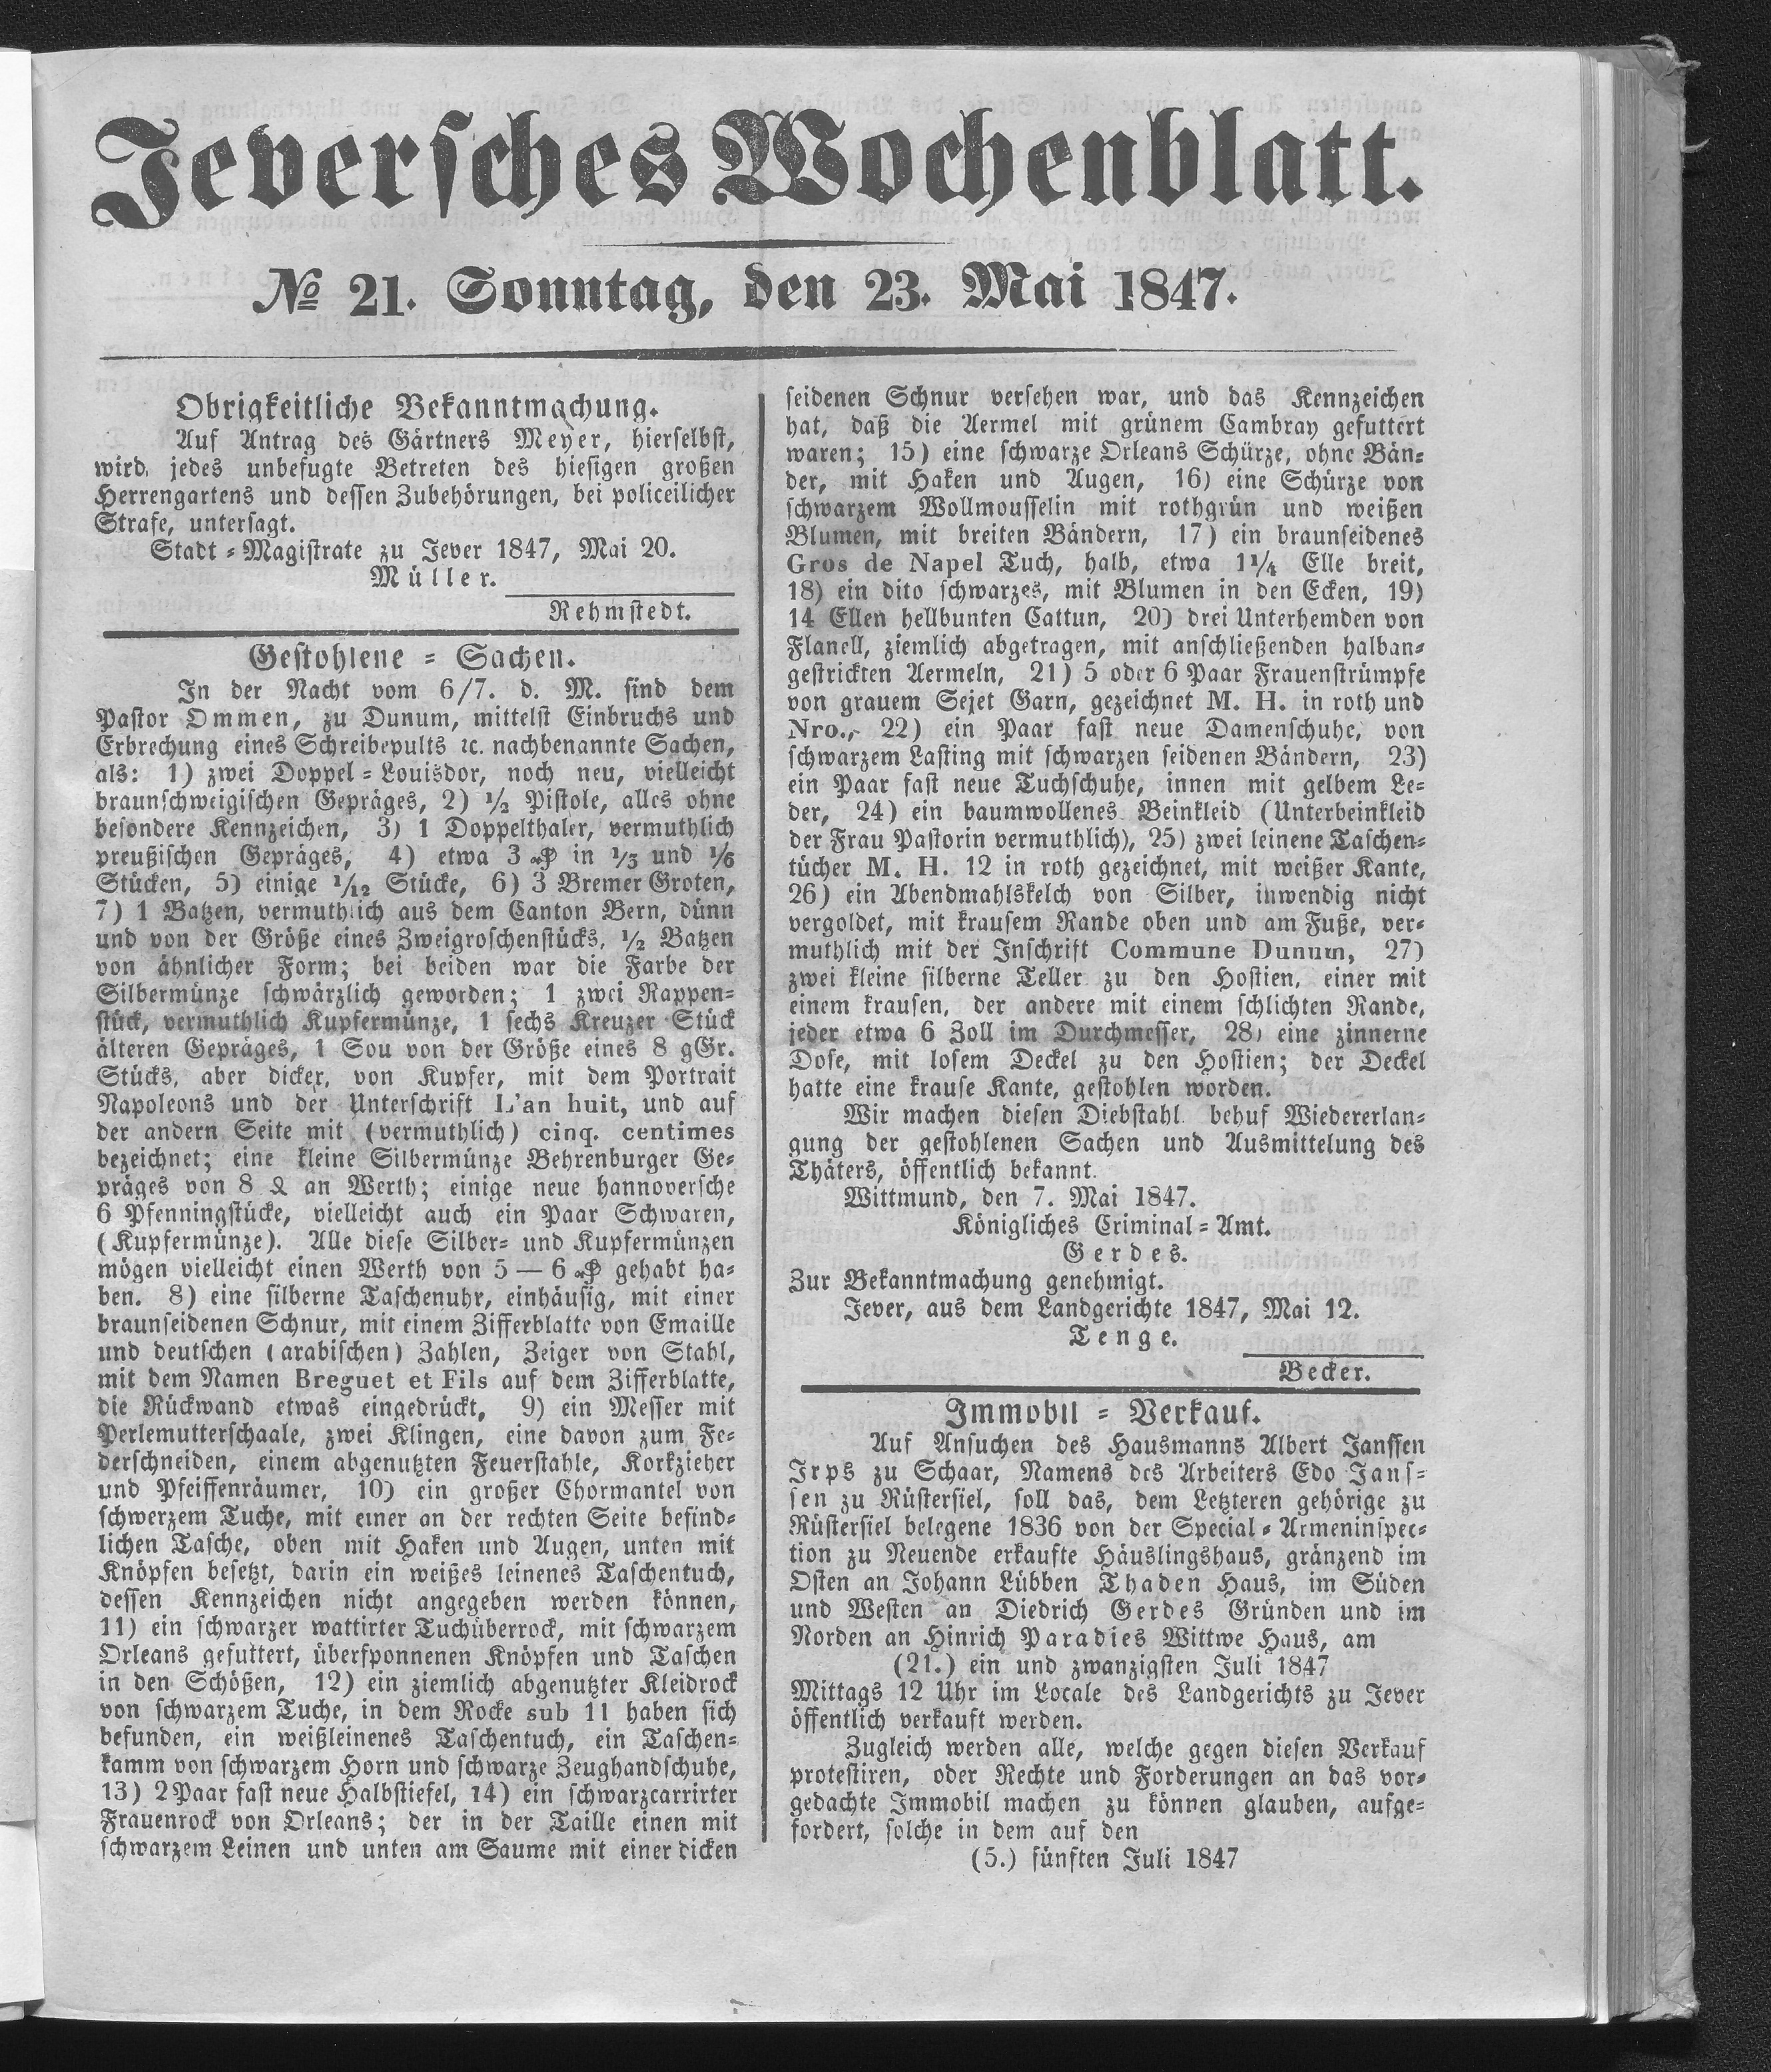 Jeversches Wochenblatt.
№ 21. Sonntag, den 23. Mai 1847.
Obrigkeitliche Bekanntmachung.
Auf Antrag des Gärtners Meyer, hierselbst,
wird jedes unbefugte Betreten des hiesigen großen
Herrengartens und dessen Zubehörungen, bei policeilicher
Strafe, untersagt.
Stadt-Magistrate zu Jever 1847, Mai 20.
Müller.
Rehmstedt.
Gestohlene-Sachen.
In der Nacht vom 6/7. d. M. sind dem
Pastor Ommen, zu Dunum, mittelst Einbruchs und
Erbrechung eines Schreibepults ꝛc. nachbenannte Sachen,
als: 1) zwei Doppel-Louisdor, noch neu, vielleicht
braunschweigischen Gepräges, 2) 1/2 Pistole, alles ohne
besondere Kennzeichen, 3) 1 Doppelthaler, vermuthlich
preußischen Gepräges, 4) etwa 3 ₰ in 1/3 und 1/6
Stücken, 5) einige 1/12 Stücke, 6) 3 Bremer Groten,
7) 1 Batzen, vermuthlich aus dem Canton Bern, dünn
und von der Größe eines Zweigroschenstücks, 1/2 Batzen
von ähnlicher Form; bei beiden war die Farbe der
Silbermünze schwärzlich geworden; 1 zwei Rappen-
stück, vermuthlich Kupfermünze, 1 sechs Kreuzer Stück
älteren Gepräges, 1 Sou von der Größe eines 8 gGr.
Stücks, aber dicker, von Kupfer, mit dem Portrait
Napoleons und der Unterschrift L'an huit, und auf
der andern Seite mit (vermuthlich) cinq. centimes
bezeichnet; eine kleine Silbermünze Behrenburger Ge-
präges von 8 ₰ an Werth; einige neue hannoversche
6 Pfenningstücke, vielleicht auch ein Paar Schwaren,
(Kupfermünze). Alle diese Silber- und Kupfermünzen
mögen vielleicht einen Werth von 5 — 6 ₰ gehabt ha-
ben. 8) eine silberne Taschenuhr, einhäusig, mit einer
braunseidenen Schnur, mit einem Zifferblatte von Emaille
und deutschen (arabischen) Zahlen, Zeiger von Stahl,
mit dem Namen Breguet et Fils auf dem Zifferblatte,
die Rückwand etwas eingedrückt, 9) ein Messer mit
Perlemutterschaale, zwei Klingen, eine davon zum Fe-
derschneiden, einem abgenutzten Feuerstahle, Korkzieher
und Pfeiffenräumer, 10) ein großer Chormantel von
schwerzem Tuche, mit einer an der rechten Seite befind-
lichen Tasche, oben mit Haken und Augen, unten mit
Knöpfen besetzt, darin ein weißes leinenes Taschentuch,
dessen Kennzeichen nicht angegeben werden können,
11) ein schwarzer wattirter Tuchüberrock, mit schwarzem
Orleans gefuttert, übersponnenen Knöpfen und Taschen
in den Schößen, 12) ein ziemlich abgenutzter Kleidrock
von schwarzem Tuche, in dem Rocke sub 11 haben sich
befunden, ein weißleinenes Taschentuch, ein Taschen-
kamm von schwarzem Horn und schwarze Zeughandschuhe,
13) 2 Paar fast neue Halbstiefel, 14) ein schwarzcarrirter
Frauenrock von Orleans; der in der Taille einen mit
schwarzem Leinen und unten am Saume mit einer dicken
seidenen Schnur versehen war, und das Kennzeichen
hat, daß die Aermel mit grünem Cambray gefuttert
waren; 15) eine schwarze Orleans Schürze, ohne Bän-
der, mit Haken und Augen, 16) eine Schürze von
schwarzem Wollmousselin mit rothgrün und weißen
Blumen, mit breiten Bändern, 17) ein braunseidenes
Gros de Napel Tuch, halb, etwa 1 1/4 Elle breit,
18) ein dito schwarzes, mit Blumen in den Ecken, 19)
14 Ellen hellbunten Cattun, 20) drei Unterhemden von
Flanell, ziemlich abgetragen, mit anschließenden halban-
gestrickten Aermeln, 21) 5 oder 6 Paar Frauenstrümpfe
von grauem Sejet Garn, gezeichnet M. H. in roth und
Nro., 22) ein Paar fast neue Damenschuhe, von
schwarzem Lasting mit schwarzen seidenen Bändern, 23)
ein Paar fast neue Tuchschuhe, innen mit gelbem Le-
der, 24) ein baumwollenes Beinkleid (Unterbeinkleid
der Frau Pastorin vermuthlich), 25) zwei leinene Taschen-
tücher M. H. 12 in roth gezeichnet, mit weißer Kante,
26) ein Abendmahlskelch von Silber, inwendig nicht
vergoldet, mit krausem Rande oben und am Fuße, ver-
muthlich mit der Inschrift Commune Dunum, 27)
zwei kleine silberne Teller zu den Hostien, einer mit
einem krausen, der andere mit einem schlichten Rande,
jeder etwa 6 Zoll im Durchmesser, 28) eine zinnerne
Dose, mit losem Deckel zu den Hostien; der Deckel
hatte eine krause Kante, gestohlen worden.
Wir machen diesen Diebstahl behuf Wiedererlan-
gung der gestohlenen Sachen und Ausmittelung des
Thäters, öffentlich bekannt.
Wittmund, den 7. Mai 1847.
Königliches Criminal-Amt.
Gerdes.
Zur Bekanntmachung genehmigt.
Jever, aus dem Landgerichte 1847, Mai 12.
Tenge.
Becker.
Immobil-Verkauf.
Auf Ansuchen des Hausmanns Albert Janssen
Irps zu Schaar, Namens des Arbeiters Edo Jans-
sen zu Rüstersiel, soll das, dem Letzteren gehörige zu
Rüstersiel belegene 1836 von der Special-Armeninspec-
tion zu Neuende erkaufte Häuslingshaus, gränzend im
Osten an Johann Lübben Thaden Haus, im Süden
und Westen an Diedrich Gerdes Gründen und im
Norden an Hinrich Paradies Wittwe Haus, am
(21.) ein und zwanzigsten Juli 1847
Mittags 12 Uhr im Locale des Landgerichts zu Jever
öffentlich verkauft werden.
Zugleich werden alle, welche gegen diesen Verkauf
protestiren, oder Rechte und Forderungen an das vor-
gedachte Immobil machen zu können glauben, aufge-
fordert, solche in dem auf den
(5.) fünften Juli 1847